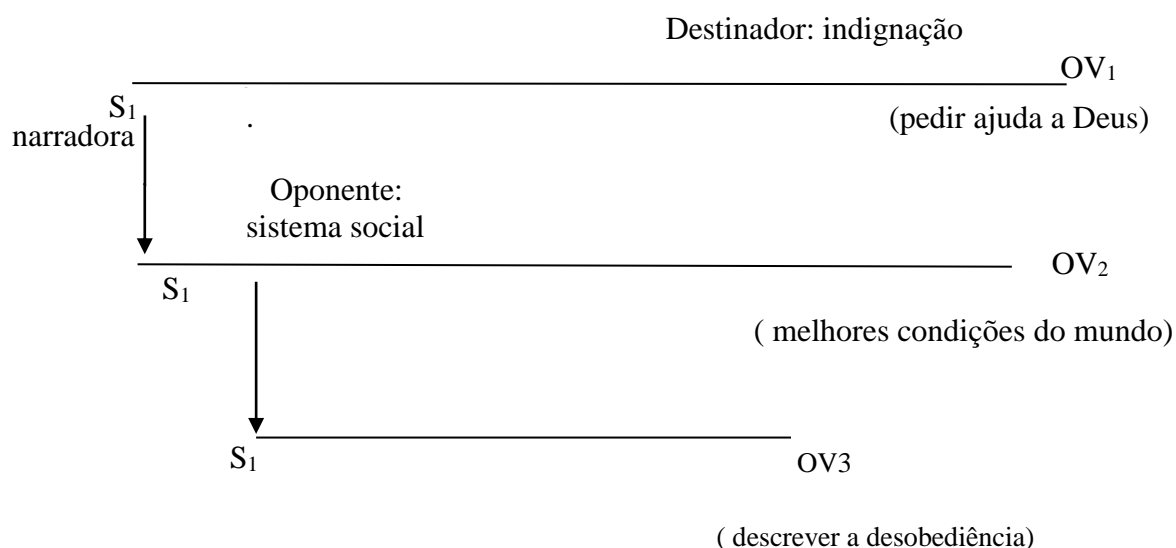 Destinador: indignação
OV1
S1
(pedir ajuda a Deus)
narradora
.
Oponente:
sistema social
OV2
S1
( melhores condições do mundo)
S1
OV3
( descrever a desobediência)